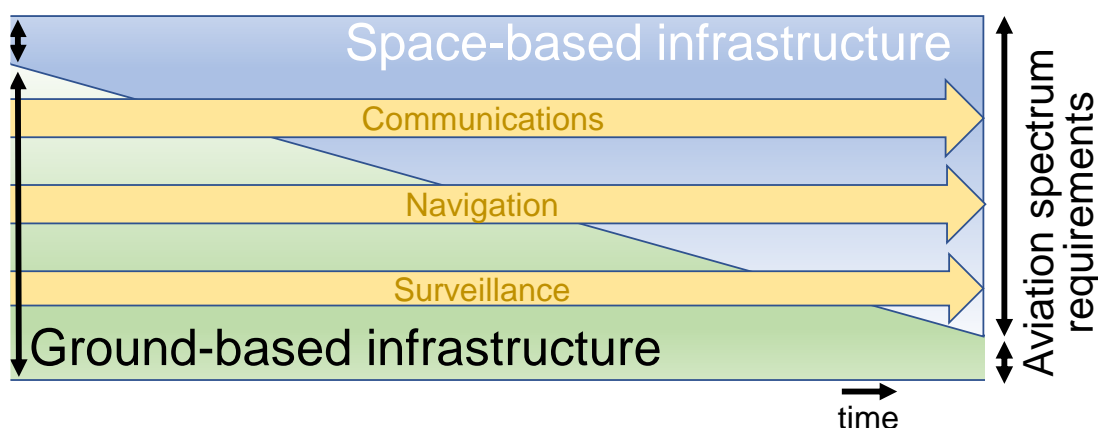 Space-based infrastructure
Communications
Navigation
Surveillance
Ground-based infrastructure
time
Aviation spectrum
requirements